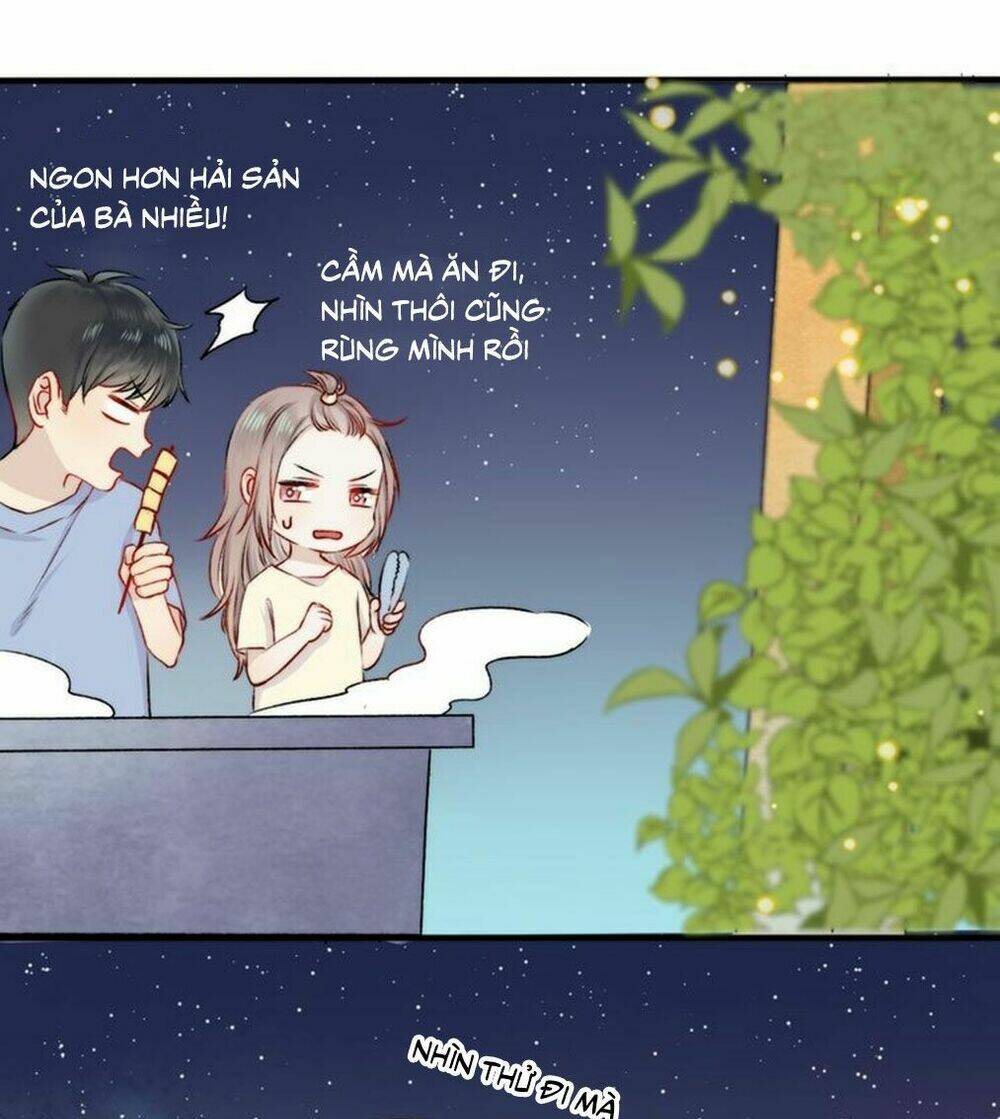 NGON HƠN HẢI SẢN
CỦA BÀ NHIỀU!
CẦM MÀ ĂN ĐI,
NHÌN THÔI CŨNG
RÙNG MÌNH RỒI
NHÌN THỬ ĐI MÀ